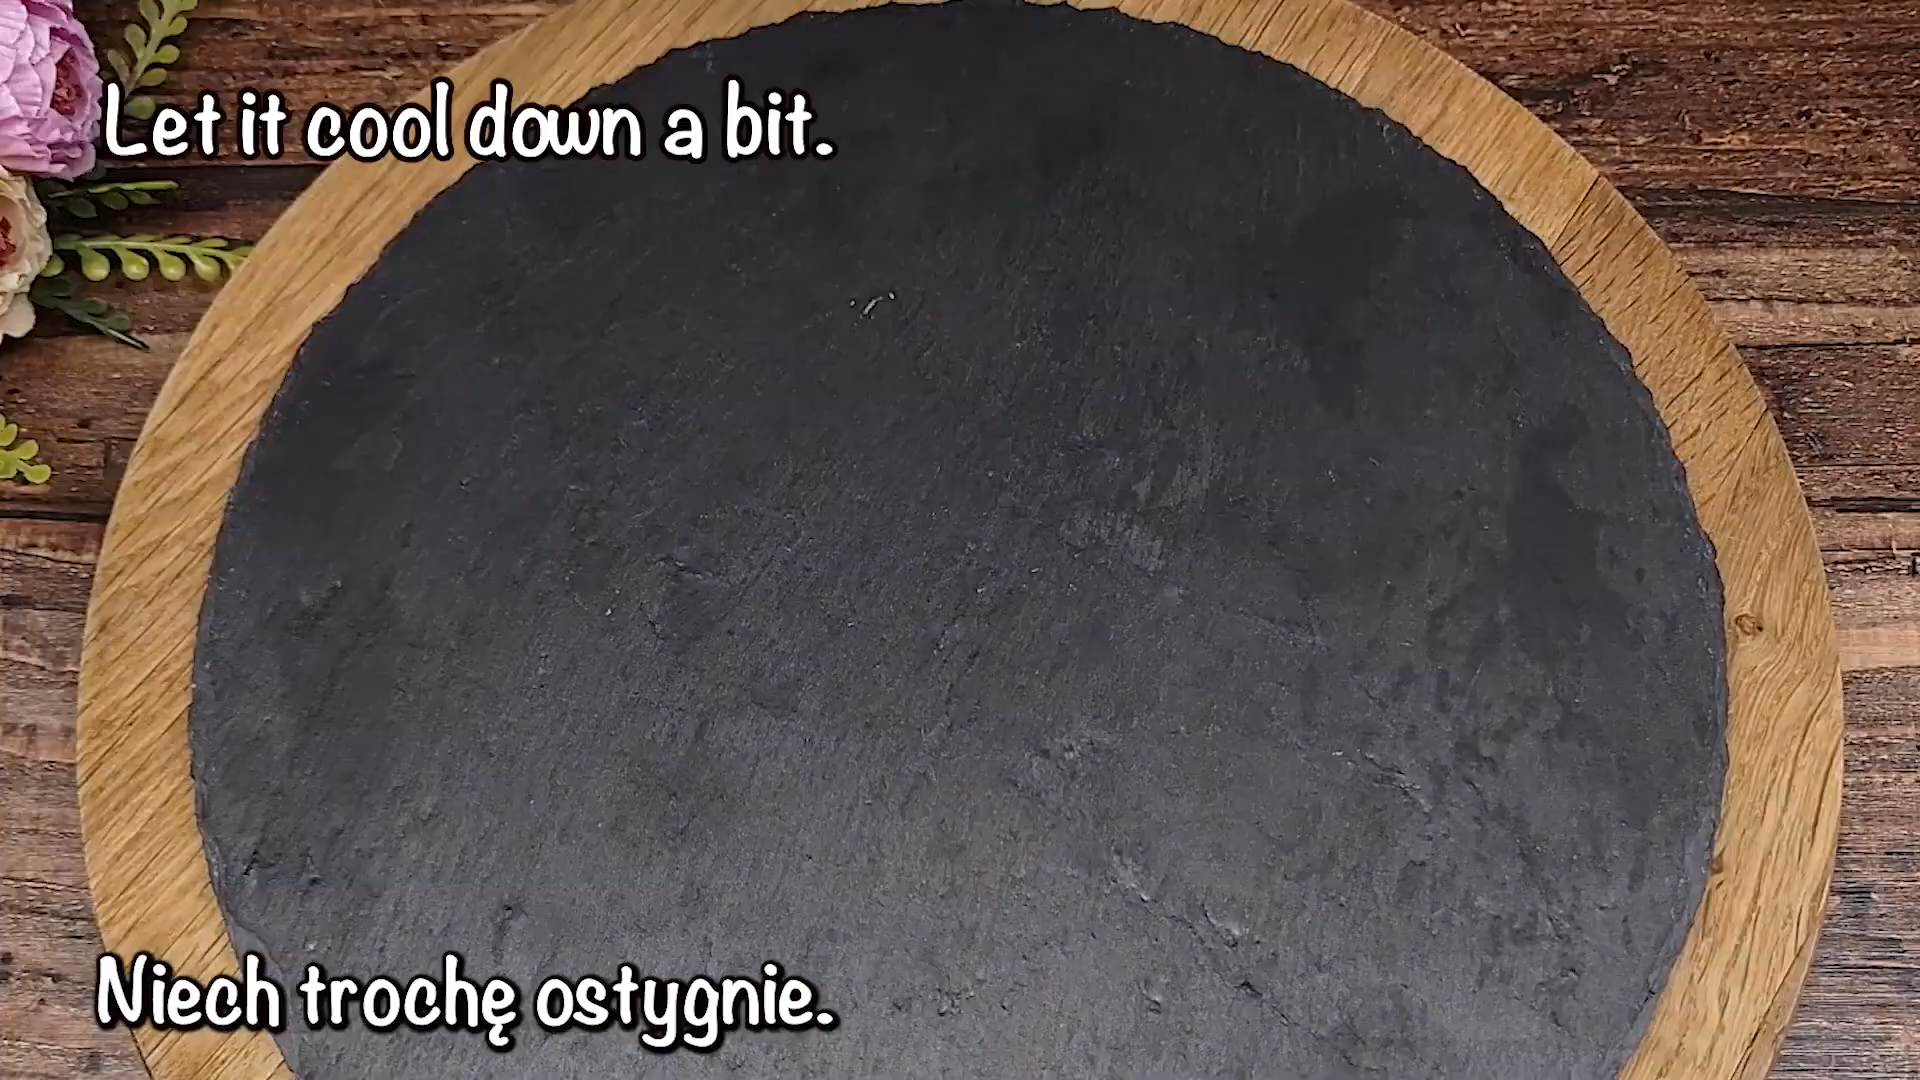 Let it cool down a bit.
Niech trochę ostygnie.